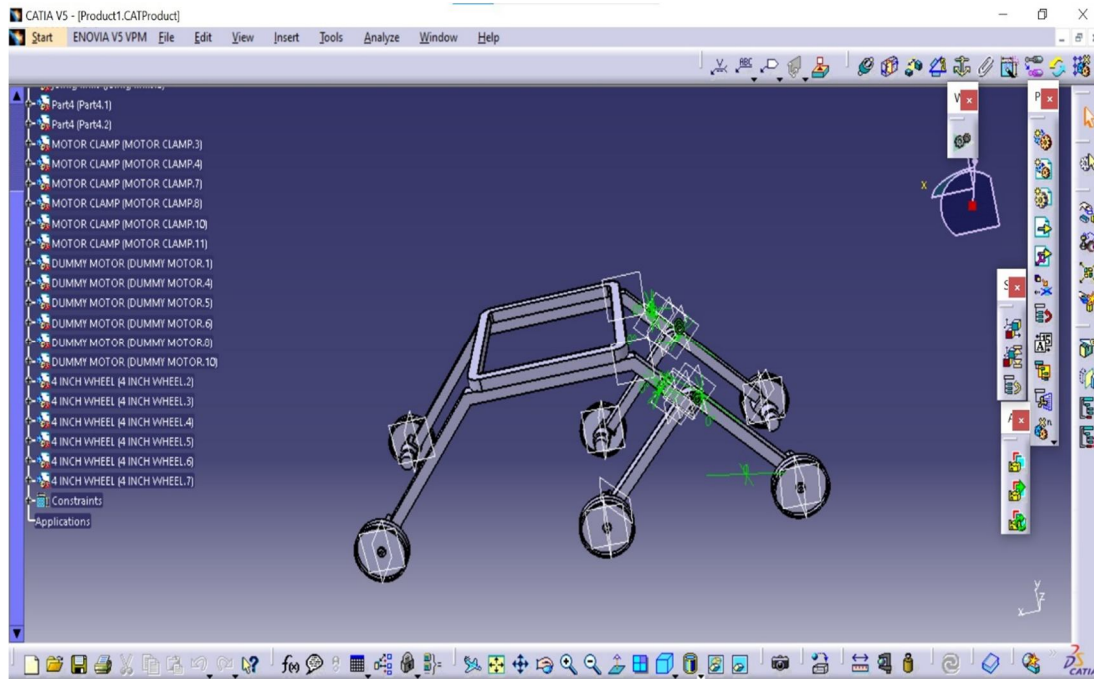 CATIA V5 - [Product1.CATProduct]
Start ENOVIA V5 VPM File Edit View Insert Tools Analyze Window Help
Part4 (Part4.1)
Part4 (Part4.2)
MOTOR CLAMP (MOTOR CLAMP.3)
MOTOR CLAMP (MOTOR CLAMP.4)
MOTOR CLAMP (MOTOR CLAMP.7)
MOTOR CLAMP (MOTOR CLAMP.8)
MOTOR CLAMP (MOTOR CLAMP.10)
MOTOR CLAMP (MOTOR CLAMP.11)
DUMMY MOTOR (DUMMY MOTOR.1)
DUMMY MOTOR (DUMMY MOTOR.4)
DUMMY MOTOR (DUMMY MOTOR.5)
DUMMY MOTOR (DUMMY MOTOR.6)
DUMMY MOTOR (DUMMY MOTOR.8)
DUMMY MOTOR (DUMMY MOTOR.10)
4 INCH WHEEL (4 INCH WHEEL.2)
4 INCH WHEEL (4 INCH WHEEL.3)
4 INCH WHEEL (4 INCH WHEEL.4)
4 INCH WHEEL (4 INCH WHEEL.5)
4 INCH WHEEL (4 INCH WHEEL.6)
4 INCH WHEEL (4 INCH WHEEL.7)
Constraints
Applications
x
y
z
x
f(x)
CATIA